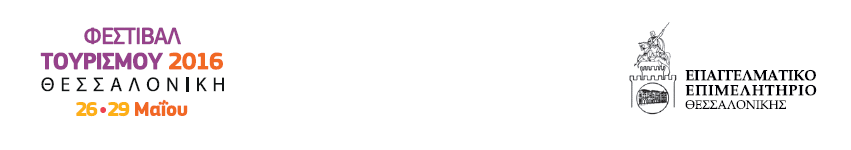 ΦΕΣΤΙΒΑΛ
ΤΟΥΡΙΣΜΟΥ 2016
ΘΕΣΣΑΛΟΝΙΚΗ
26•29 Μαΐου
ΕΠΑΓΓΕΛΜΑΤΙΚΟ
ΕΠΙΜΕΛΗΤΗΡΙΟ
ΘΕΣΣΑΛΟΝΙΚΗΣ